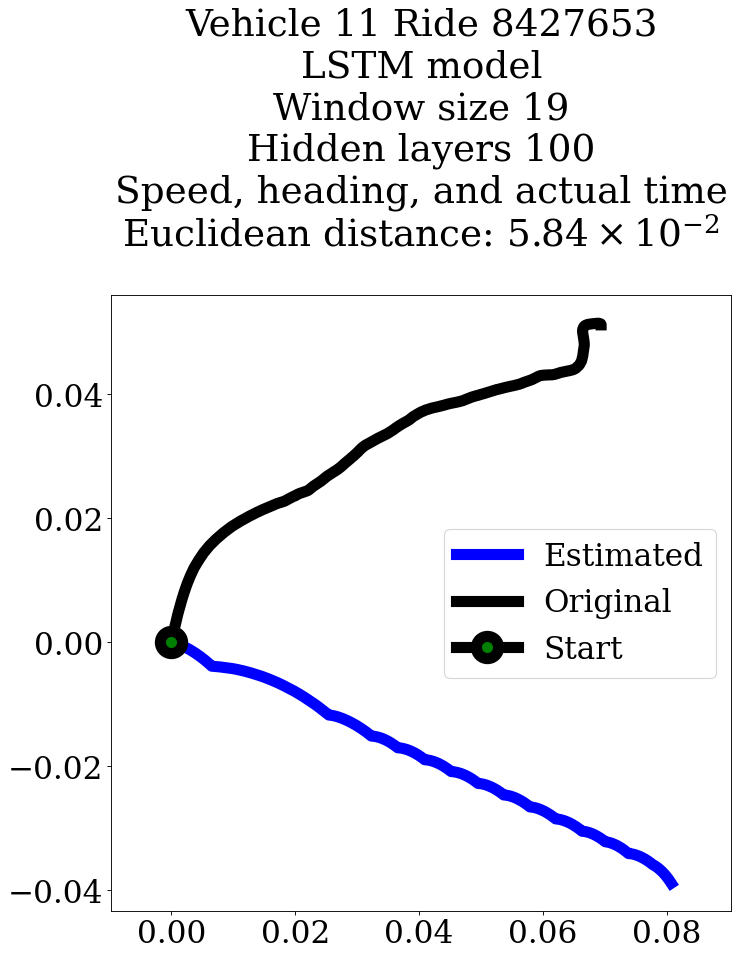 Vehicle 11 Ride 8427653
LSTM model
Window size 19
Hidden layers 100
Speed, heading, and actual time
Euclidean distance: 5.84 × 10⁻²
0.04
0.02
0.00
−0.02
−0.04
Estimated
Original
Start
0.00 0.02 0.04 0.06 0.08